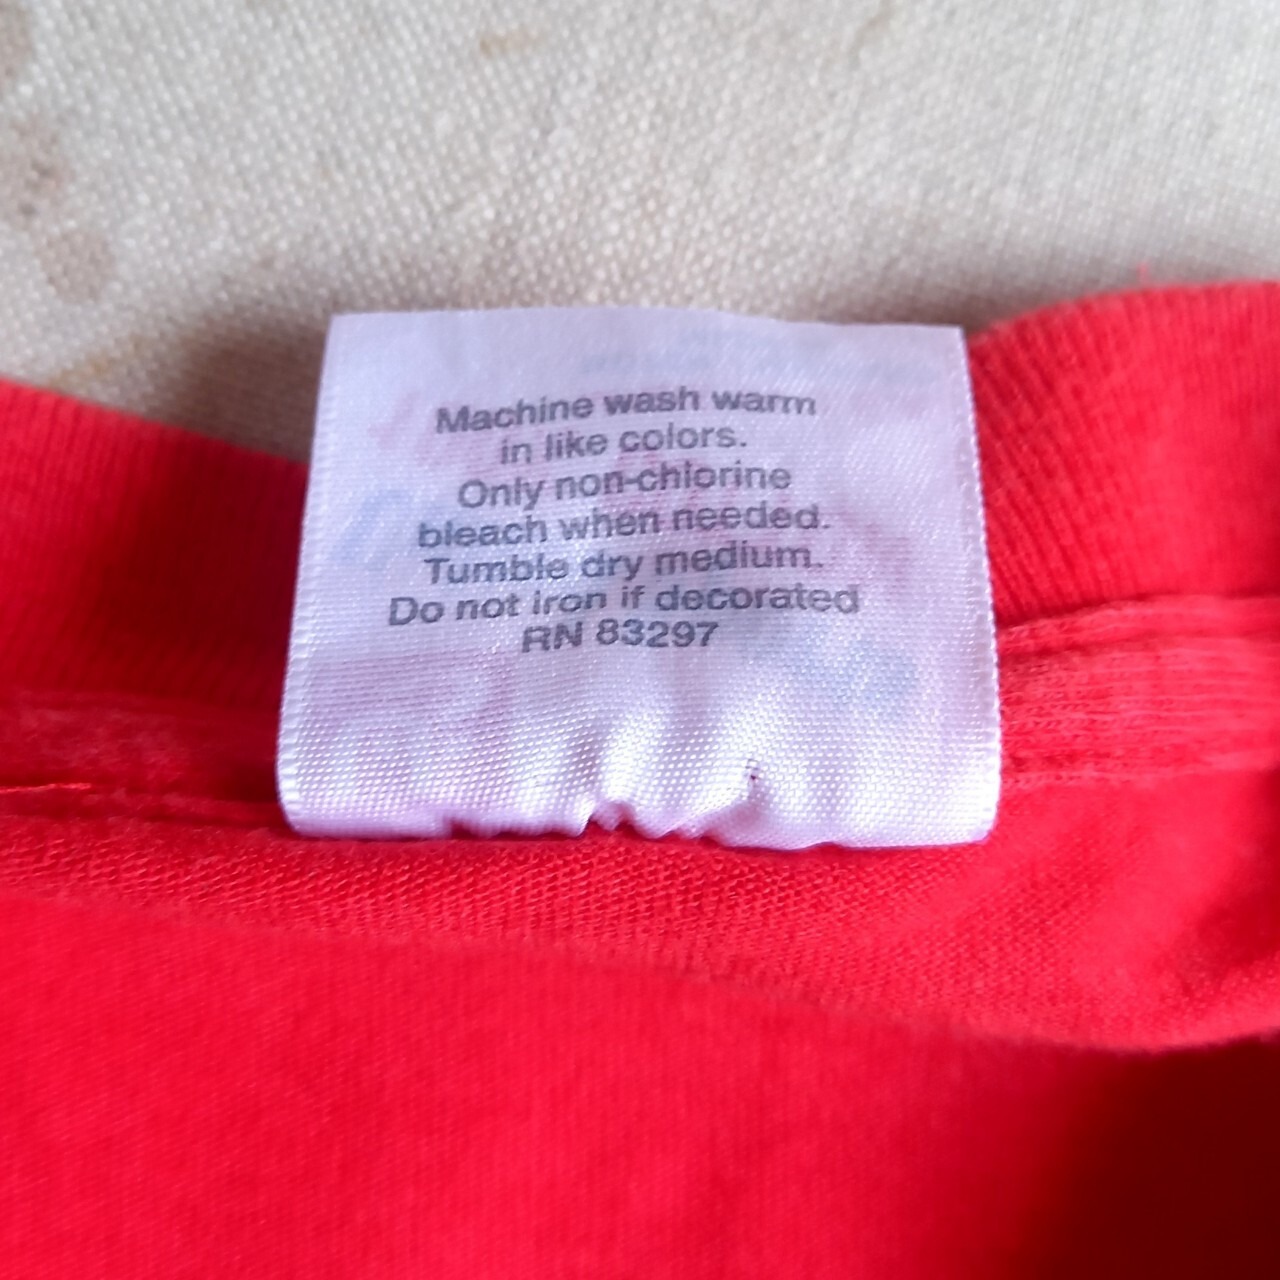 Machine wash warm
in like colors.
Only non-chlorine
bleach when needed.
Tumble dry medium.
Do not iron if decorated
RN 83297